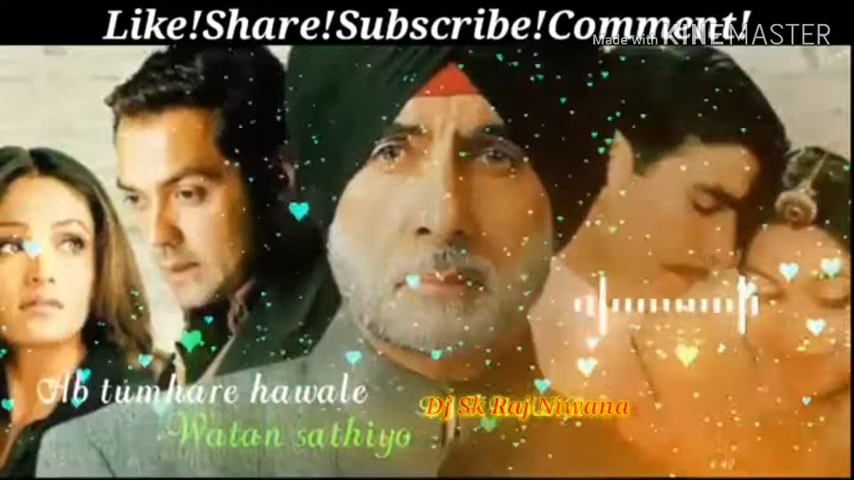 Like!Share!Subscribe!Comment!
Made with KINEMASTER
Ab tumhare hawale
Watan sathiyo
Dj Sk Raj Niwana